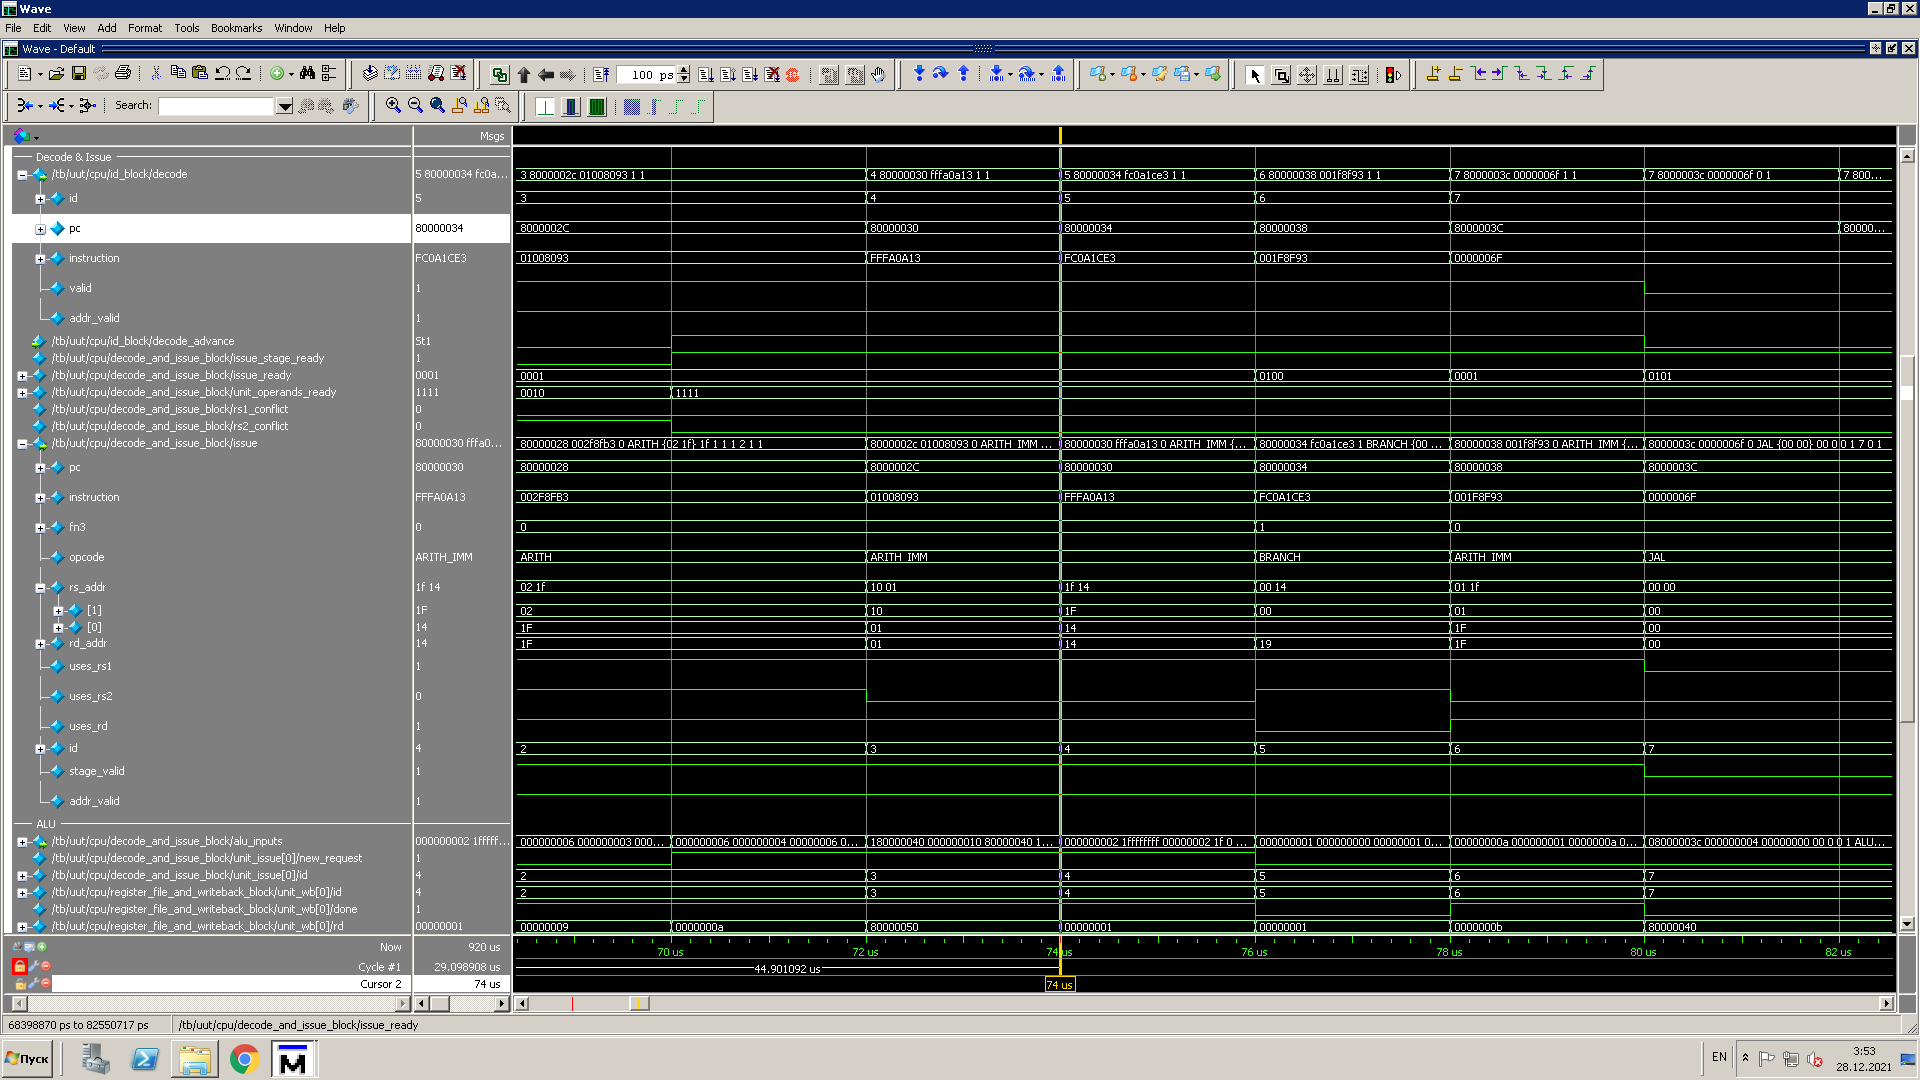 Wave
File Edit View Add Format Tools Bookmarks Window Help
Wave - Default
100 ps
Search:
Msgs
Decode & Issue
/tb/uut/cpu/id_block/decode 5 80000034 fc0a... 3 8000002c 01008093 1 1 4 80000030 fffa0a13 1 1 5 80000034 fc0a1ce3 1 1 6 80000038 001f8f93 1 1 7 8000003c 0000006f 1 1 7 8000003c 0000006f 0 1 7 800...
id 5 3 4 5 6 7
pc 80000034 8000002C 80000030 80000034 80000038 8000003C 80000...
instruction FC0A1CE3 01008093 FFFA0A13 FC0A1CE3 001F8F93 0000006F
valid 1
addr_valid 1
/tb/uut/cpu/id_block/decode_advance St1
/tb/uut/cpu/decode_and_issue_block/issue_stage_ready 1
/tb/uut/cpu/decode_and_issue_block/issue_ready 0001 0001 0100 0001 0101
/tb/uut/cpu/decode_and_issue_block/unit_operands_ready 1111 0010 1111
/tb/uut/cpu/decode_and_issue_block/rs1_conflict 0
/tb/uut/cpu/decode_and_issue_block/rs2_conflict 0
/tb/uut/cpu/decode_and_issue_block/issue 80000030 fffa0... 80000028 002f8fb3 0 ARITH {02 1f} 1f 1 1 1 2 1 1 8000002c 01008093 0 ARITH_IMM ... 80000030 fffa0a13 0 ARITH_IMM {... 80000034 fc0a1ce3 1 BRANCH {00 ... 80000038 001f8f93 0 ARITH_IMM {... 8000003c 0000006f 0 JAL {00 00} 00 0 0 1 7 0 1
pc 80000030 80000028 8000002C 80000030 80000034 80000038 8000003C
instruction FFFA0A13 002F8FB3 01008093 FFFA0A13 FC0A1CE3 001F8F93 0000006F
fn3 0 0 1 0
opcode ARITH_IMM ARITH ARITH_IMM BRANCH ARITH_IMM JAL
rs_addr 1f 14 02 1f 10 01 1f 14 00 14 01 1f 00 00
[1] 1F 02 10 1F 00 01 00
[0] 14 1F 01 14 1F 00
rd_addr 14 1F 01 14 19 1F 00
uses_rs1 1
uses_rs2 0
uses_rd 1
id 4 2 3 4 5 6 7
stage_valid 1
addr_valid 1
ALU
/tb/uut/cpu/decode_and_issue_block/alu_inputs 000000002 1fffff... 000000006 000000003 000... 000000006 000000004 00000006 0... 180000040 000000010 80000040 1... 000000002 1ffffffff 00000002 1f 0 ... 000000001 000000000 00000001 0... 00000000a 000000001 0000000a 0... 08000003c 000000004 00000000 00 0 0 1 ALU...
/tb/uut/cpu/decode_and_issue_block/unit_issue[0]/new_request 1
/tb/uut/cpu/decode_and_issue_block/unit_issue[0]/id 4 2 3 4 5 6 7
/tb/uut/cpu/register_file_and_writeback_block/unit_wb[0]/id 4 2 3 4 5 6 7
/tb/uut/cpu/register_file_and_writeback_block/unit_wb[0]/done 1
/tb/uut/cpu/register_file_and_writeback_block/unit_wb[0]/rd 00000001 00000009 0000000a 80000050 00000001 00000001 0000000b 80000040
Now 920 us 70 us 72 us 74 us 76 us 78 us 80 us 82 us
Cycle #1 29.098908 us 44.901092 us
Cursor 2 74 us 74 us
68398870 ps to 82550717 ps /tb/uut/cpu/decode_and_issue_block/issue_ready
Пуск EN 3:53
28.12.2021